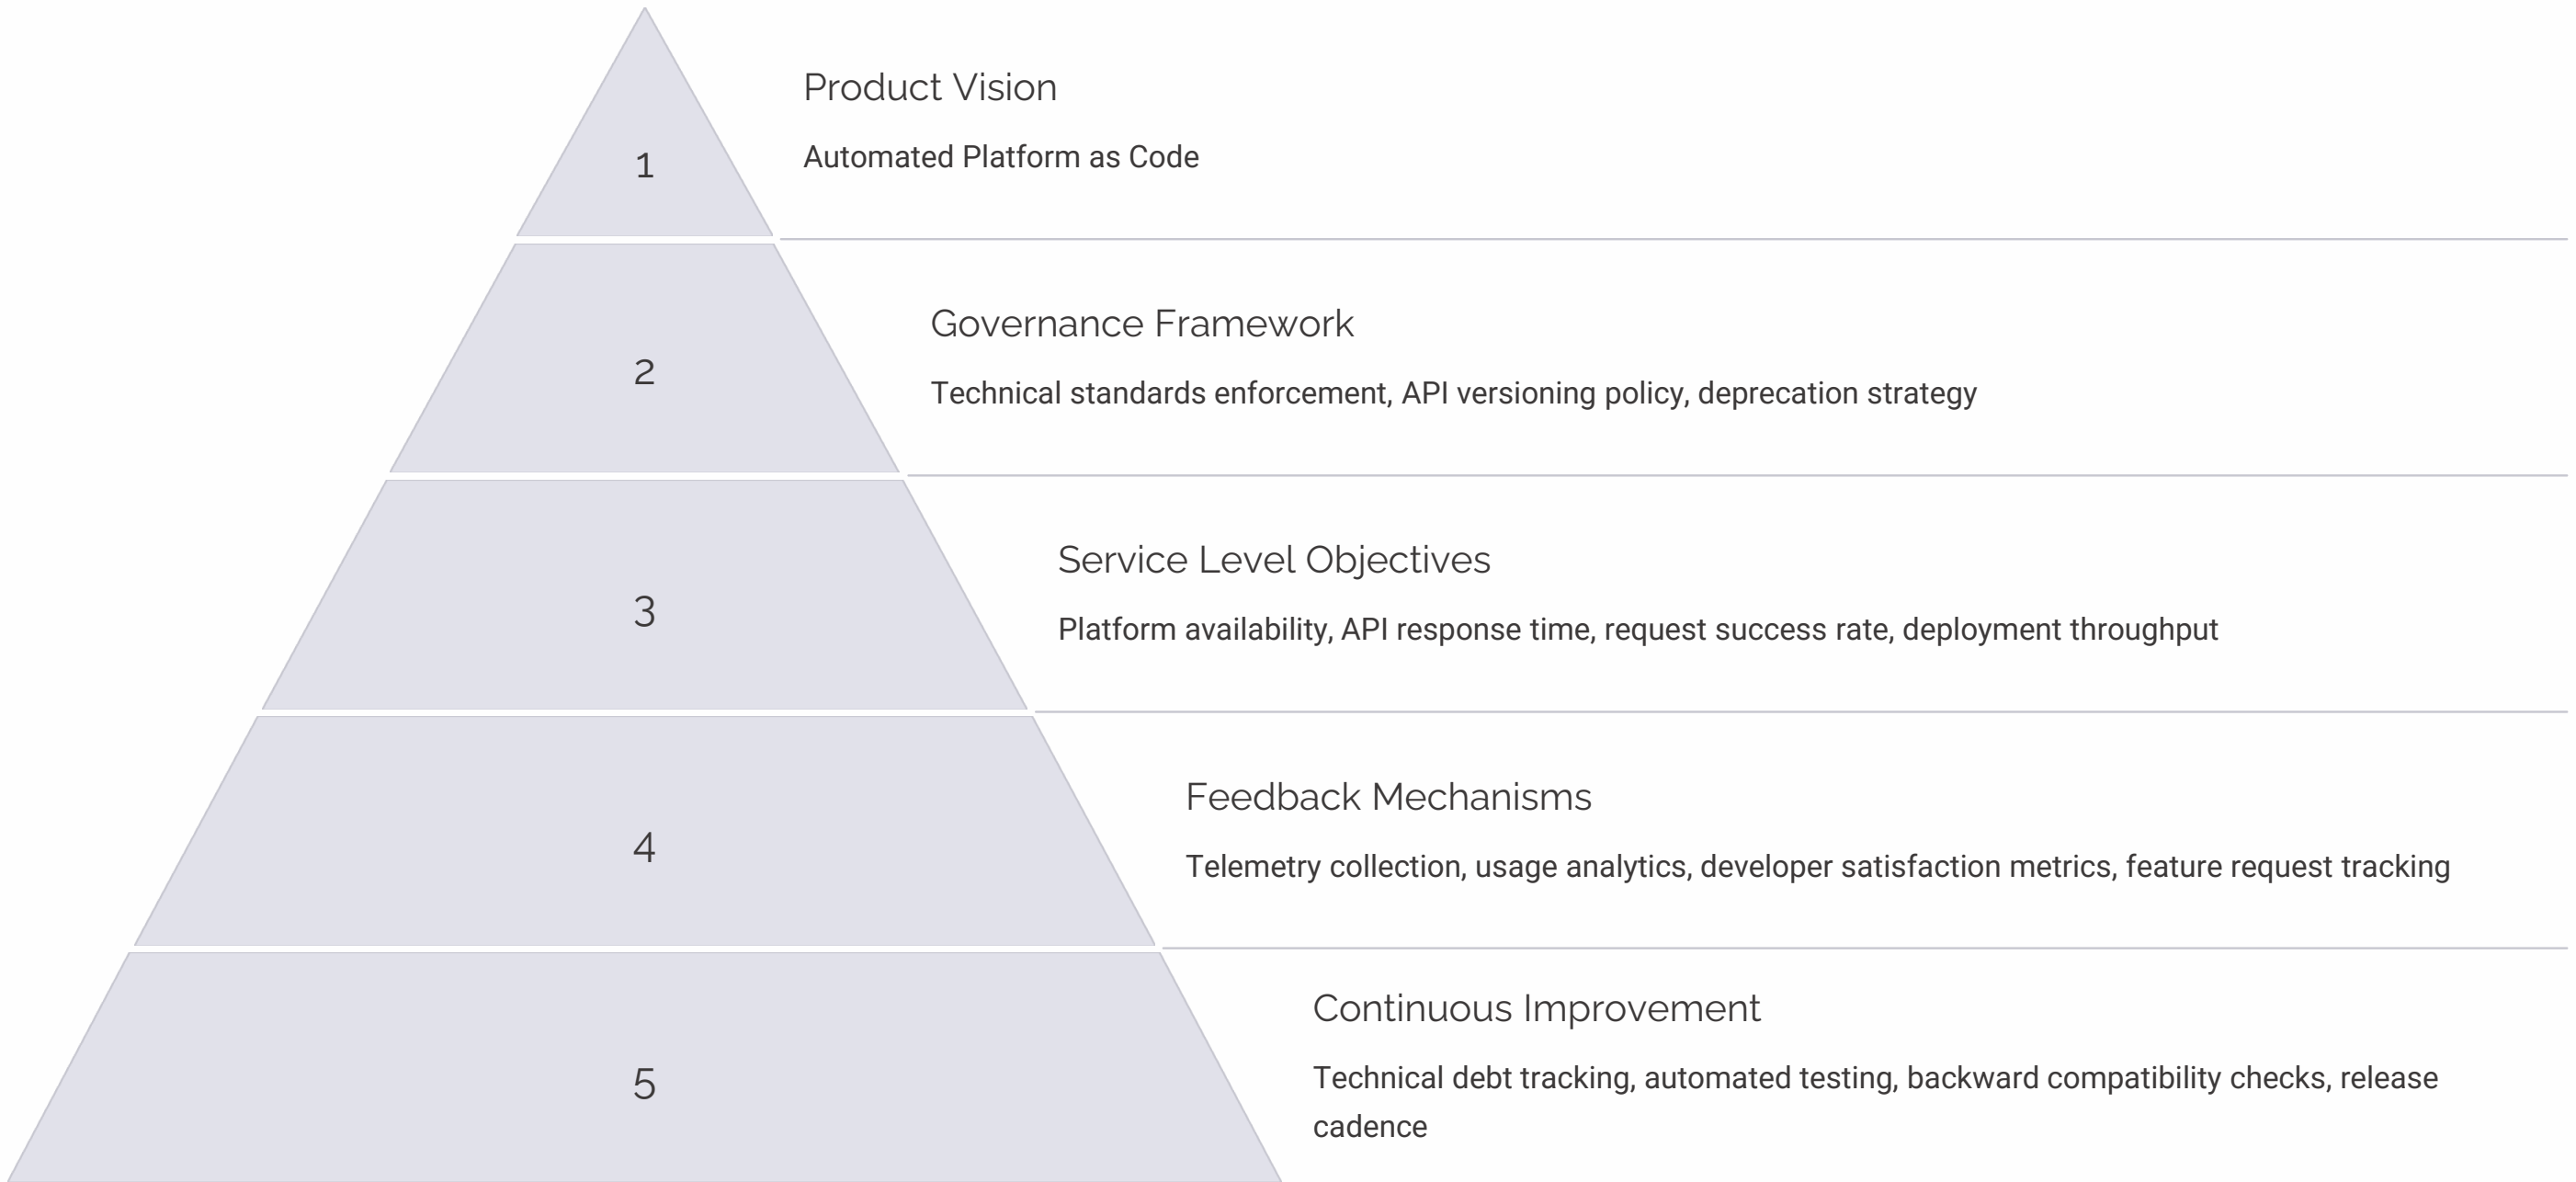 1
Product Vision
Automated Platform as Code
2
Governance Framework
Technical standards enforcement, API versioning policy, deprecation strategy
3
Service Level Objectives
Platform availability, API response time, request success rate, deployment throughput
4
Feedback Mechanisms
Telemetry collection, usage analytics, developer satisfaction metrics, feature request tracking
5
Continuous Improvement
Technical debt tracking, automated testing, backward compatibility checks, release
cadence